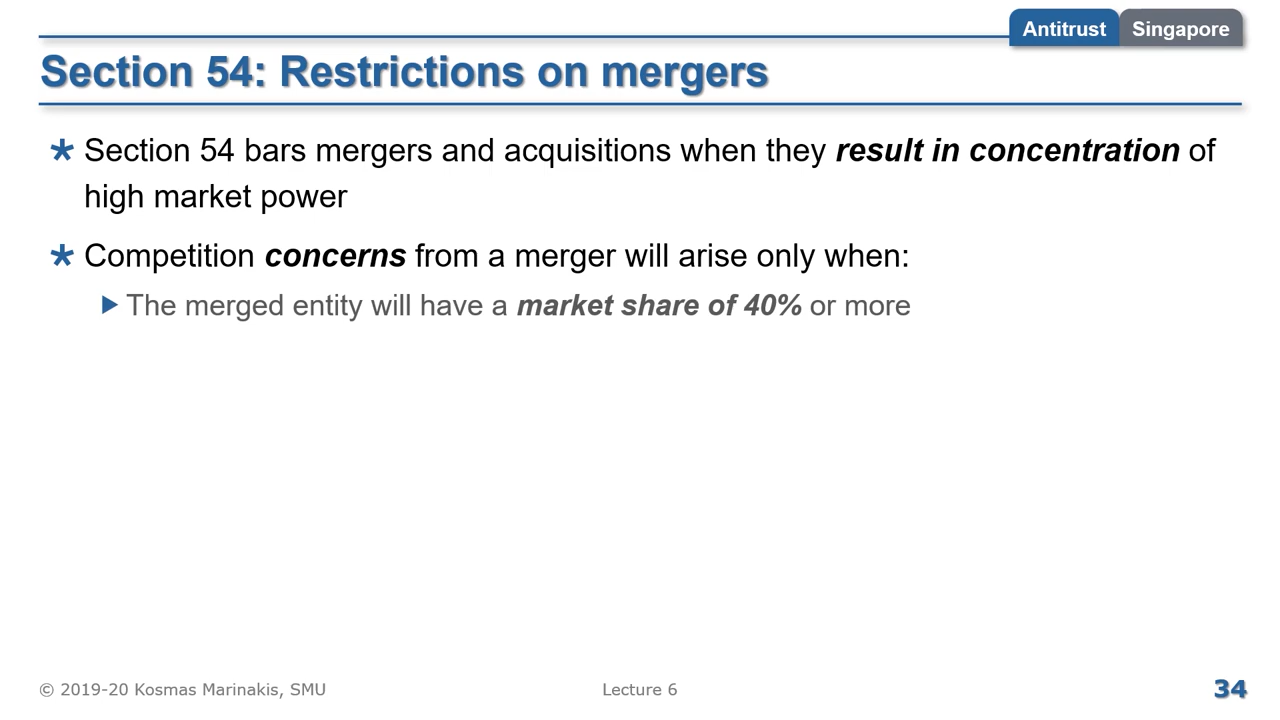 Antitrust Singapore
Section 54: Restrictions on mergers
Section 54 bars mergers and acquisitions when they result in concentration of
high market power
Competition concerns from a merger will arise only when:
The merged entity will have a market share of 40% or more
© 2019-20 Kosmas Marinakis, SMU
Lecture 6
34